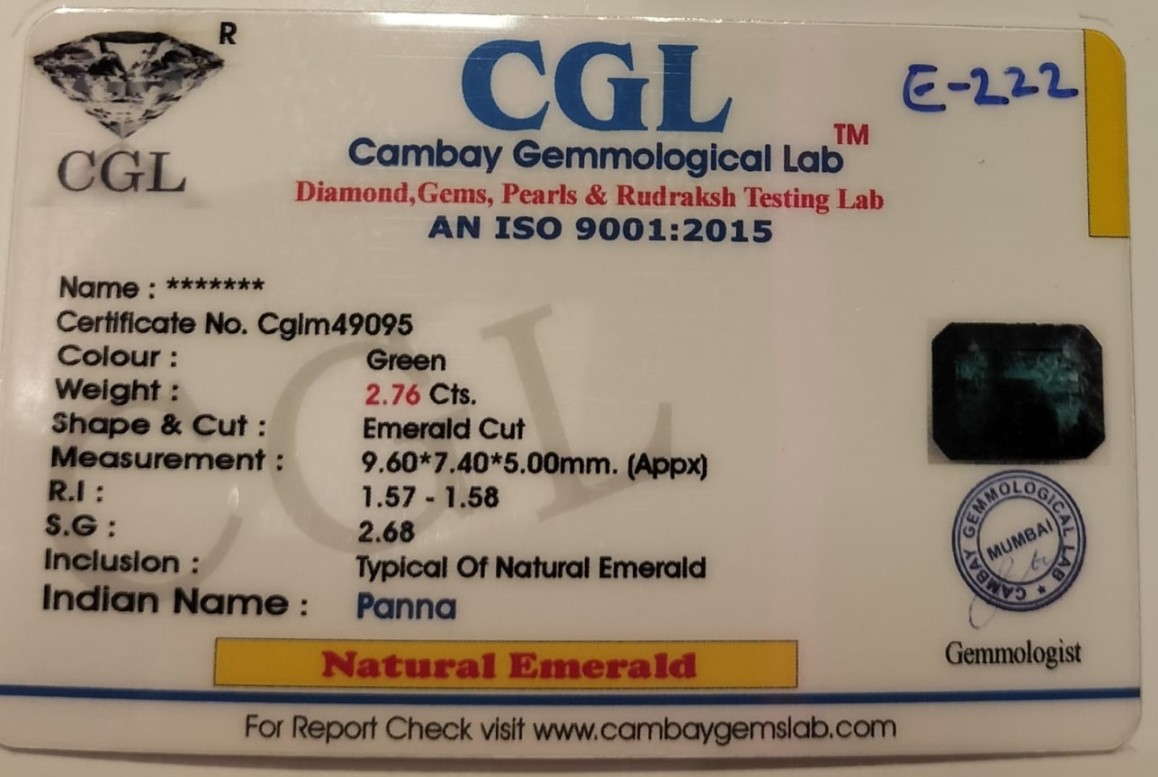 R
CGL
CGL
E-222
Cambay Gemmological Lab TM
Diamond,Gems, Pearls & Rudraksh Testing Lab
AN ISO 9001:2015
Name : *******
Certificate No. Cglm49095
Colour : Green
Weight : 2.76 Cts.
Shape & Cut : Emerald Cut
Measurement : 9.60*7.40*5.00mm. (Appx)
R.I : 1.57 - 1.58
S.G : 2.68
Inclusion : Typical Of Natural Emerald
Indian Name : Panna
CGL
CAMBAY GEMMOLOGICAL LAB ★
MUMBAI
Gemmologist
Natural Emerald
For Report Check visit www.cambaygemslab.com